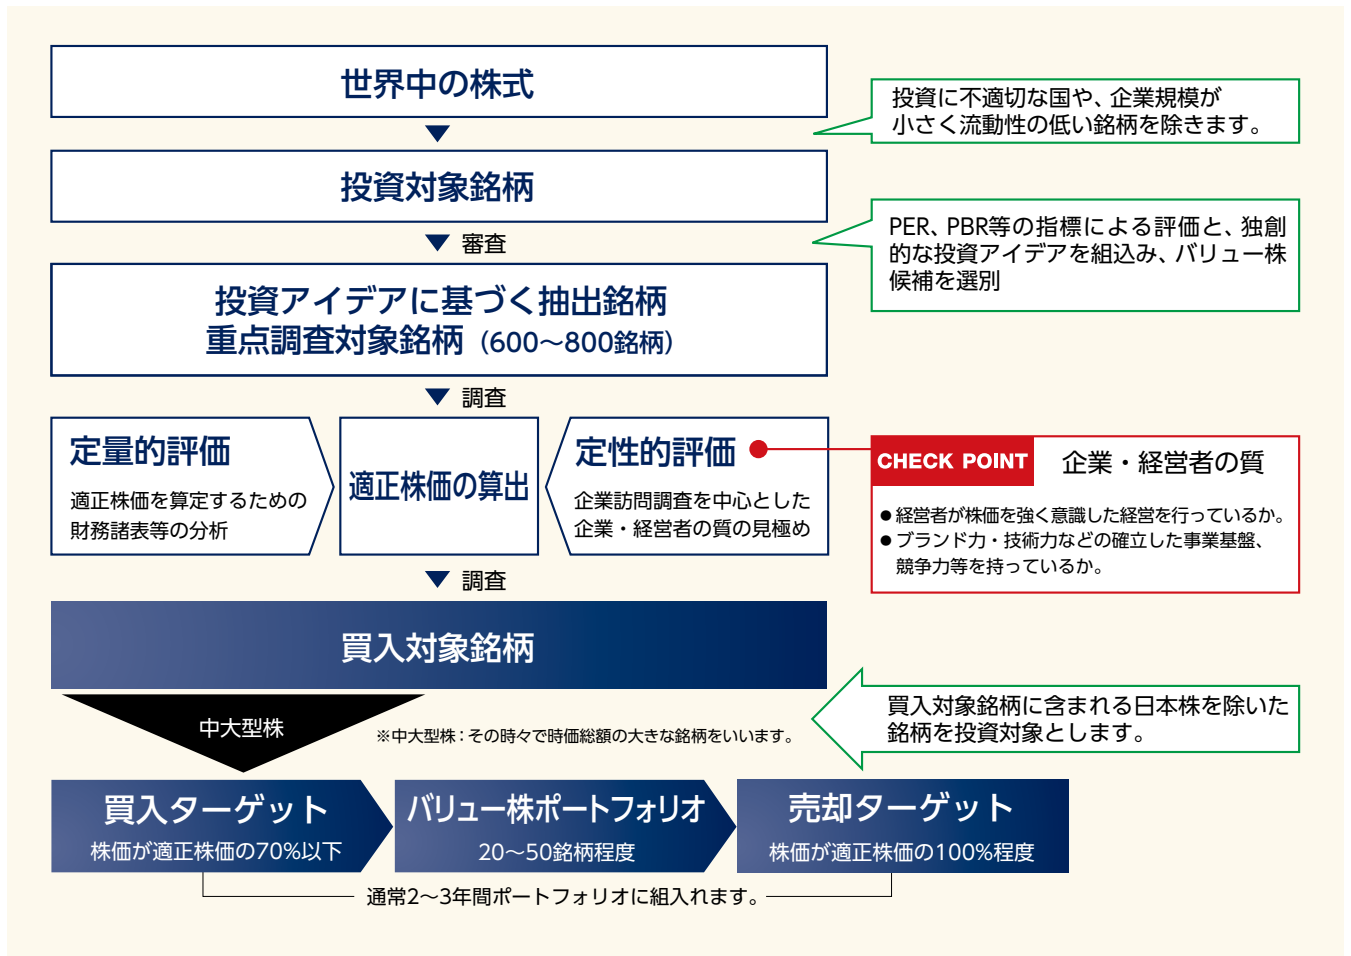 世界中の株式
投資に不適切な国や、企業規模が
小さく流動性の低い銘柄を除きます。
投資対象銘柄
審査
PER、PBR等の指標による評価と、独創
的な投資アイデアを組込み、バリュー株
候補を選別
投資アイデアに基づく抽出銘柄
重点調査対象銘柄（600～800銘柄）
調査
定量的評価
適正株価を算定するための
財務諸表等の分析
適正株価の算出
定性的評価
企業訪問調査を中心とした
企業・経営者の質の見極め
CHECK POINT 企業・経営者の質
●経営者が株価を強く意識した経営を行っているか。
●ブランド力・技術力などの確立した事業基盤、
競争力等を持っているか。
調査
買入対象銘柄
買入対象銘柄に含まれる日本株を除いた
銘柄を投資対象とします。
中大型株
※中大型株：その時々で時価総額の大きな銘柄をいいます。
買入ターゲット
株価が適正株価の70%以下
バリュー株ポートフォリオ
20～50銘柄程度
売却ターゲット
株価が適正株価の100%程度
通常2～3年間ポートフォリオに組入れます。